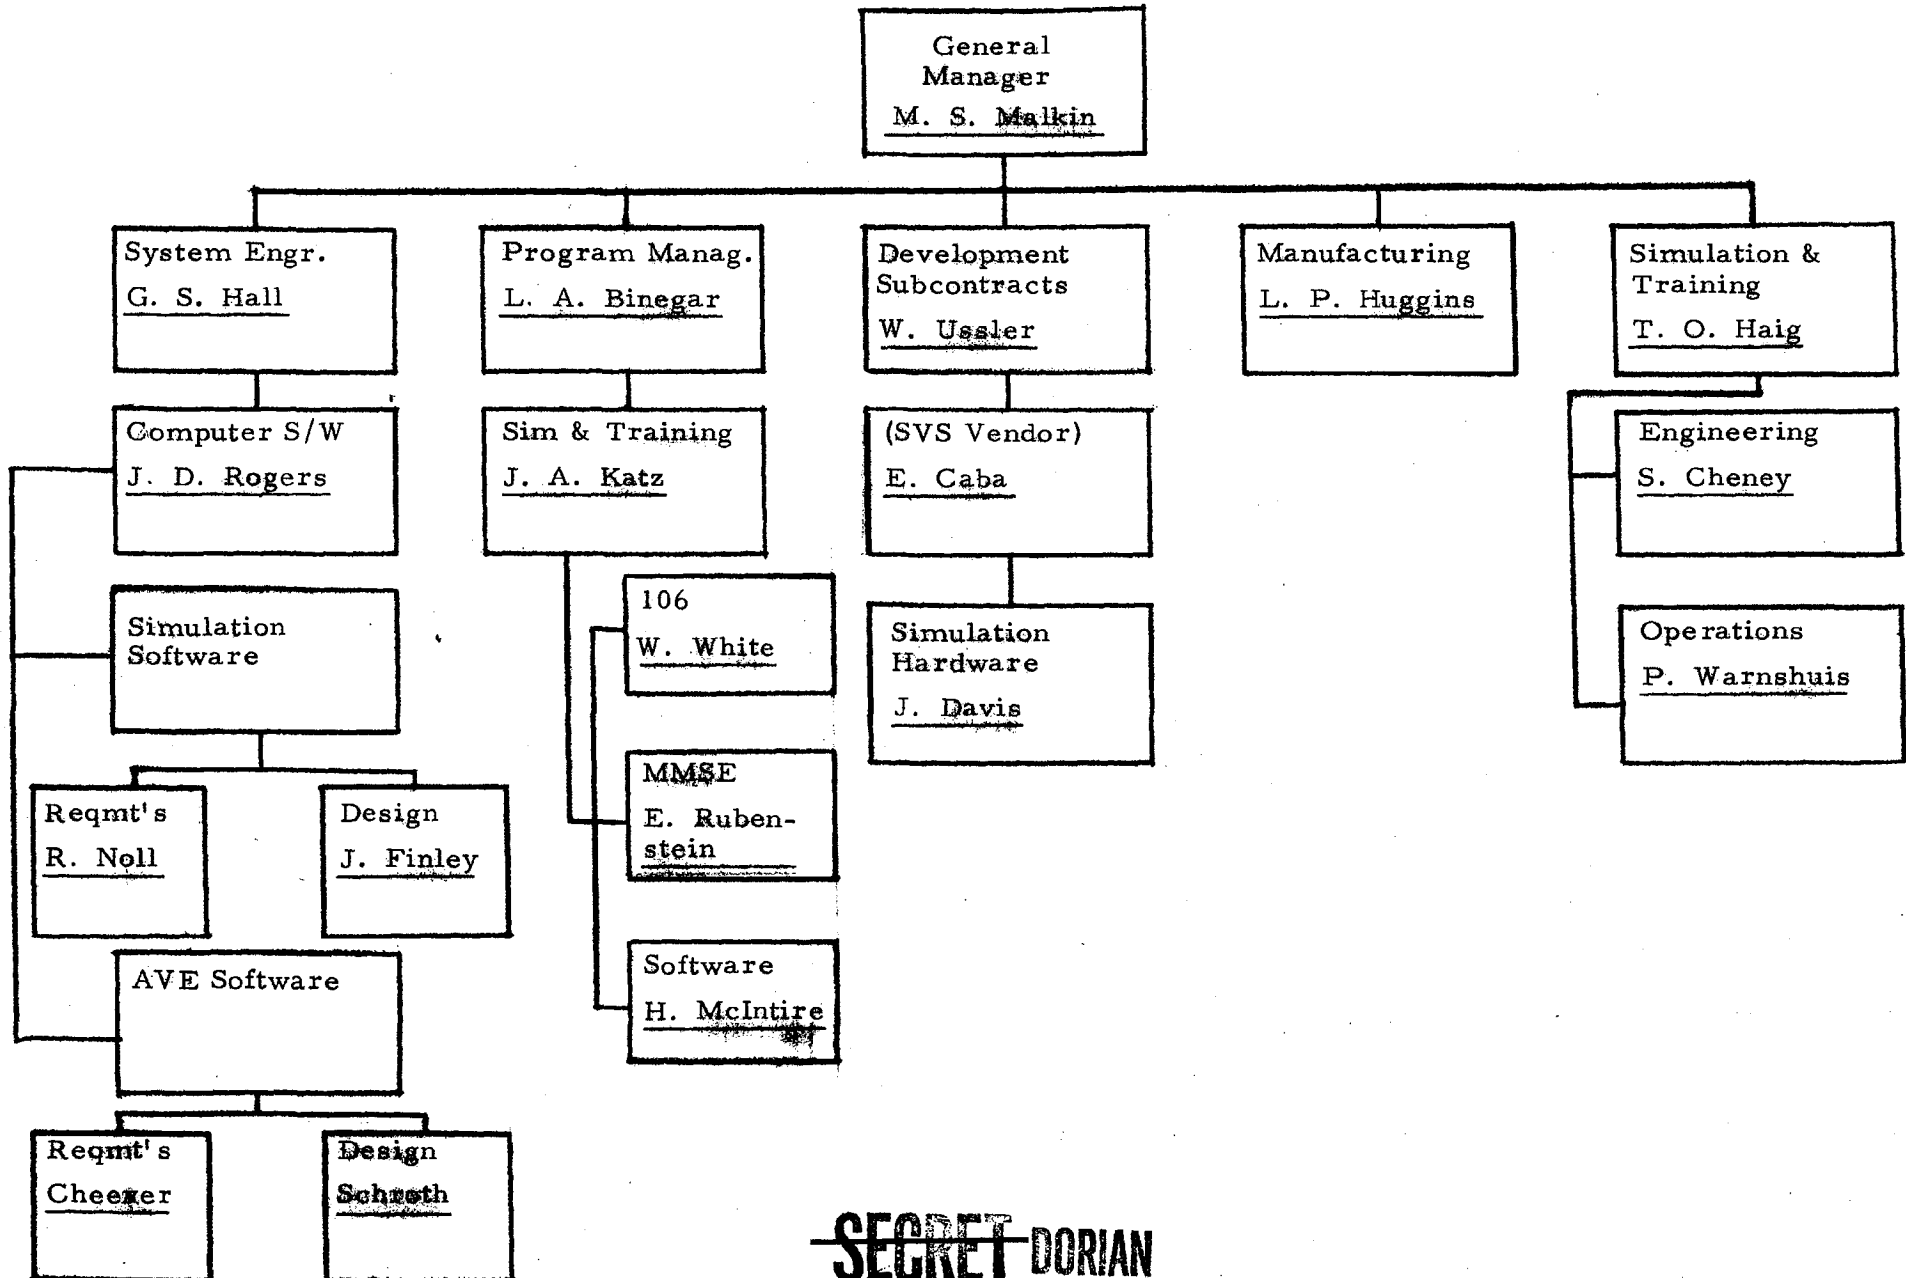 General
Manager
M. S. Malkin
System Engr.
G. S. Hall
Program Manag.
L. A. Binegar
Development
Subcontracts
W. Ussler
Manufacturing
L. P. Huggins
Simulation &
Training
T. O. Haig
Computer S/W
J. D. Rogers
Sim & Training
J. A. Katz
(SVS Vendor)
E. Caba
Engineering
S. Cheney
Simulation
Software
106
W. White
Simulation
Hardware
J. Davis
Operations
P. Warnshuis
Reqmt's
R. Noll
Design
J. Finley
MMSE
E. Ruben-
stein
AVE Software
Software
H. McIntire
Reqmt's
Design
Schroth
SECRET DORIAN